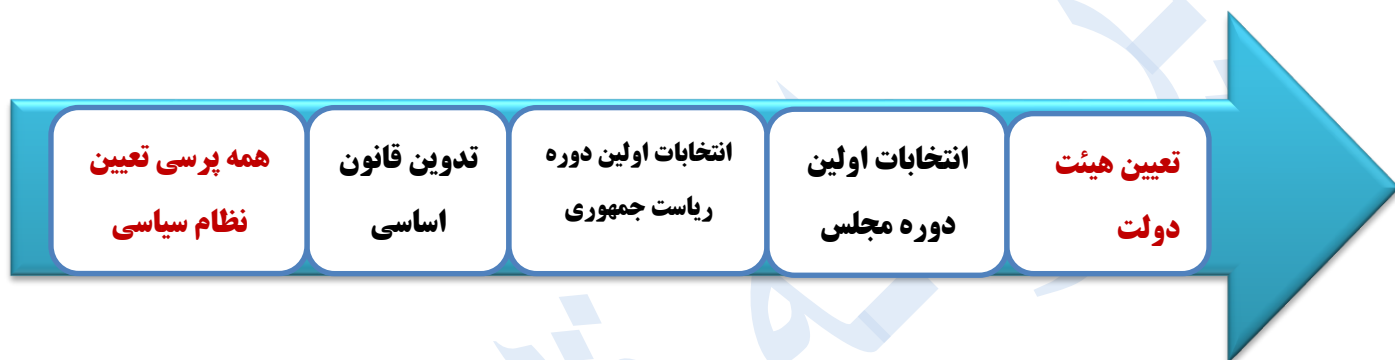 همه پرسی تعیین
نظام سیاسی
تدوین قانون
اساسی
انتخابات اولین دوره
ریاست جمهوری
انتخابات اولین
دوره مجلس
تعیین هیئت
دولت